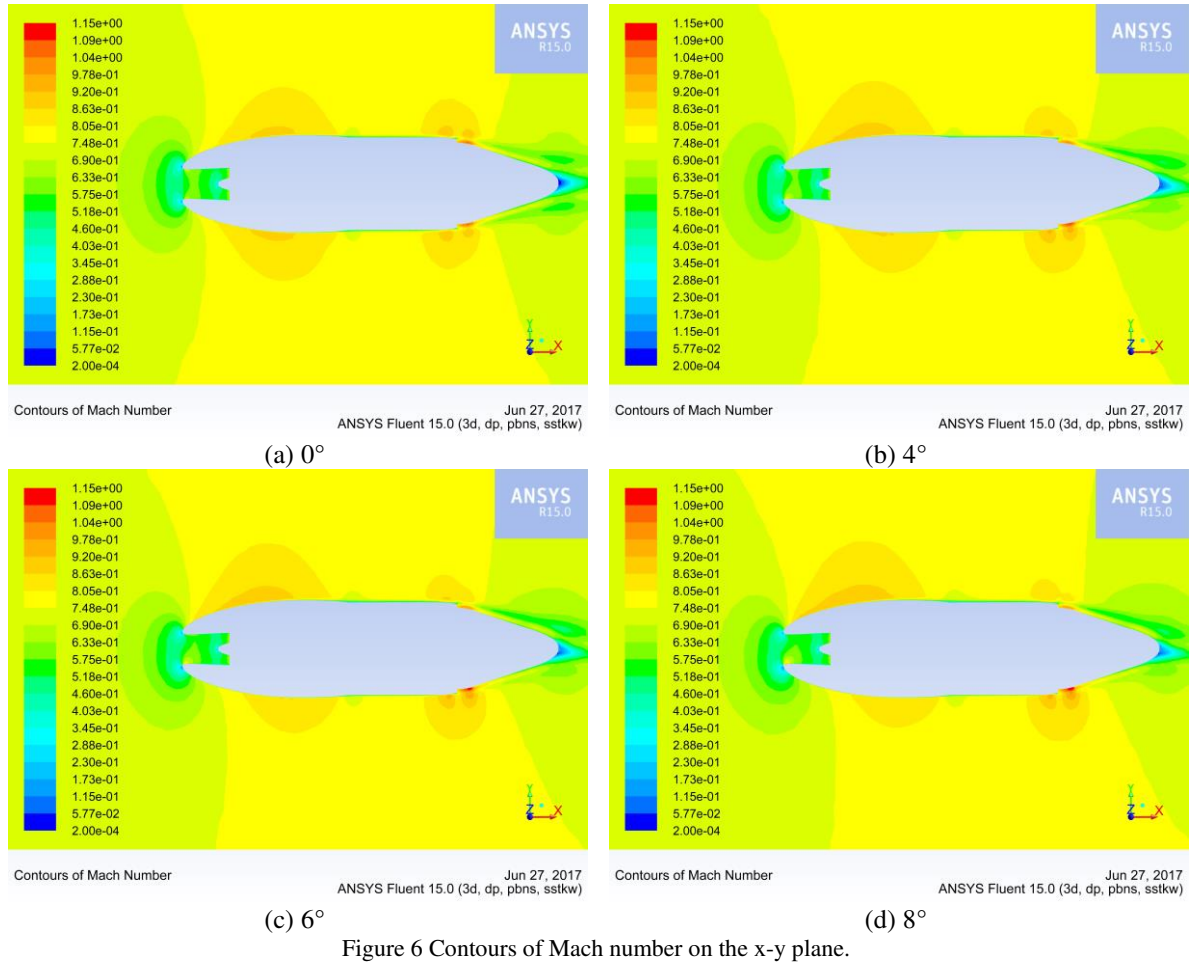 1.15e+00
1.09e+00
1.04e+00
9.78e-01
9.20e-01
8.63e-01
8.05e-01
7.48e-01
6.90e-01
6.33e-01
5.75e-01
5.18e-01
4.60e-01
4.03e-01
3.45e-01
2.88e-01
2.30e-01
1.73e-01
1.15e-01
5.77e-02
2.00e-04
ANSYS
R15.0
Y
Z X
Contours of Mach Number
Jun 27, 2017
ANSYS Fluent 15.0 (3d, dp, pbns, sstkw)
(a) 0°
1.15e+00
1.09e+00
1.04e+00
9.78e-01
9.20e-01
8.63e-01
8.05e-01
7.48e-01
6.90e-01
6.33e-01
5.75e-01
5.18e-01
4.60e-01
4.03e-01
3.45e-01
2.88e-01
2.30e-01
1.73e-01
1.15e-01
5.77e-02
2.00e-04
ANSYS
R15.0
Y
Z X
Contours of Mach Number
Jun 27, 2017
ANSYS Fluent 15.0 (3d, dp, pbns, sstkw)
(b) 4°
1.15e+00
1.09e+00
1.04e+00
9.78e-01
9.20e-01
8.63e-01
8.05e-01
7.48e-01
6.90e-01
6.33e-01
5.75e-01
5.18e-01
4.60e-01
4.03e-01
3.45e-01
2.88e-01
2.30e-01
1.73e-01
1.15e-01
5.77e-02
2.00e-04
ANSYS
R15.0
Y
Z X
Contours of Mach Number
Jun 27, 2017
ANSYS Fluent 15.0 (3d, dp, pbns, sstkw)
(c) 6°
1.15e+00
1.09e+00
1.04e+00
9.78e-01
9.20e-01
8.63e-01
8.05e-01
7.48e-01
6.90e-01
6.33e-01
5.75e-01
5.18e-01
4.60e-01
4.03e-01
3.45e-01
2.88e-01
2.30e-01
1.73e-01
1.15e-01
5.77e-02
2.00e-04
ANSYS
R15.0
Y
Z X
Contours of Mach Number
Jun 27, 2017
ANSYS Fluent 15.0 (3d, dp, pbns, sstkw)
(d) 8°
Figure 6 Contours of Mach number on the x-y plane.